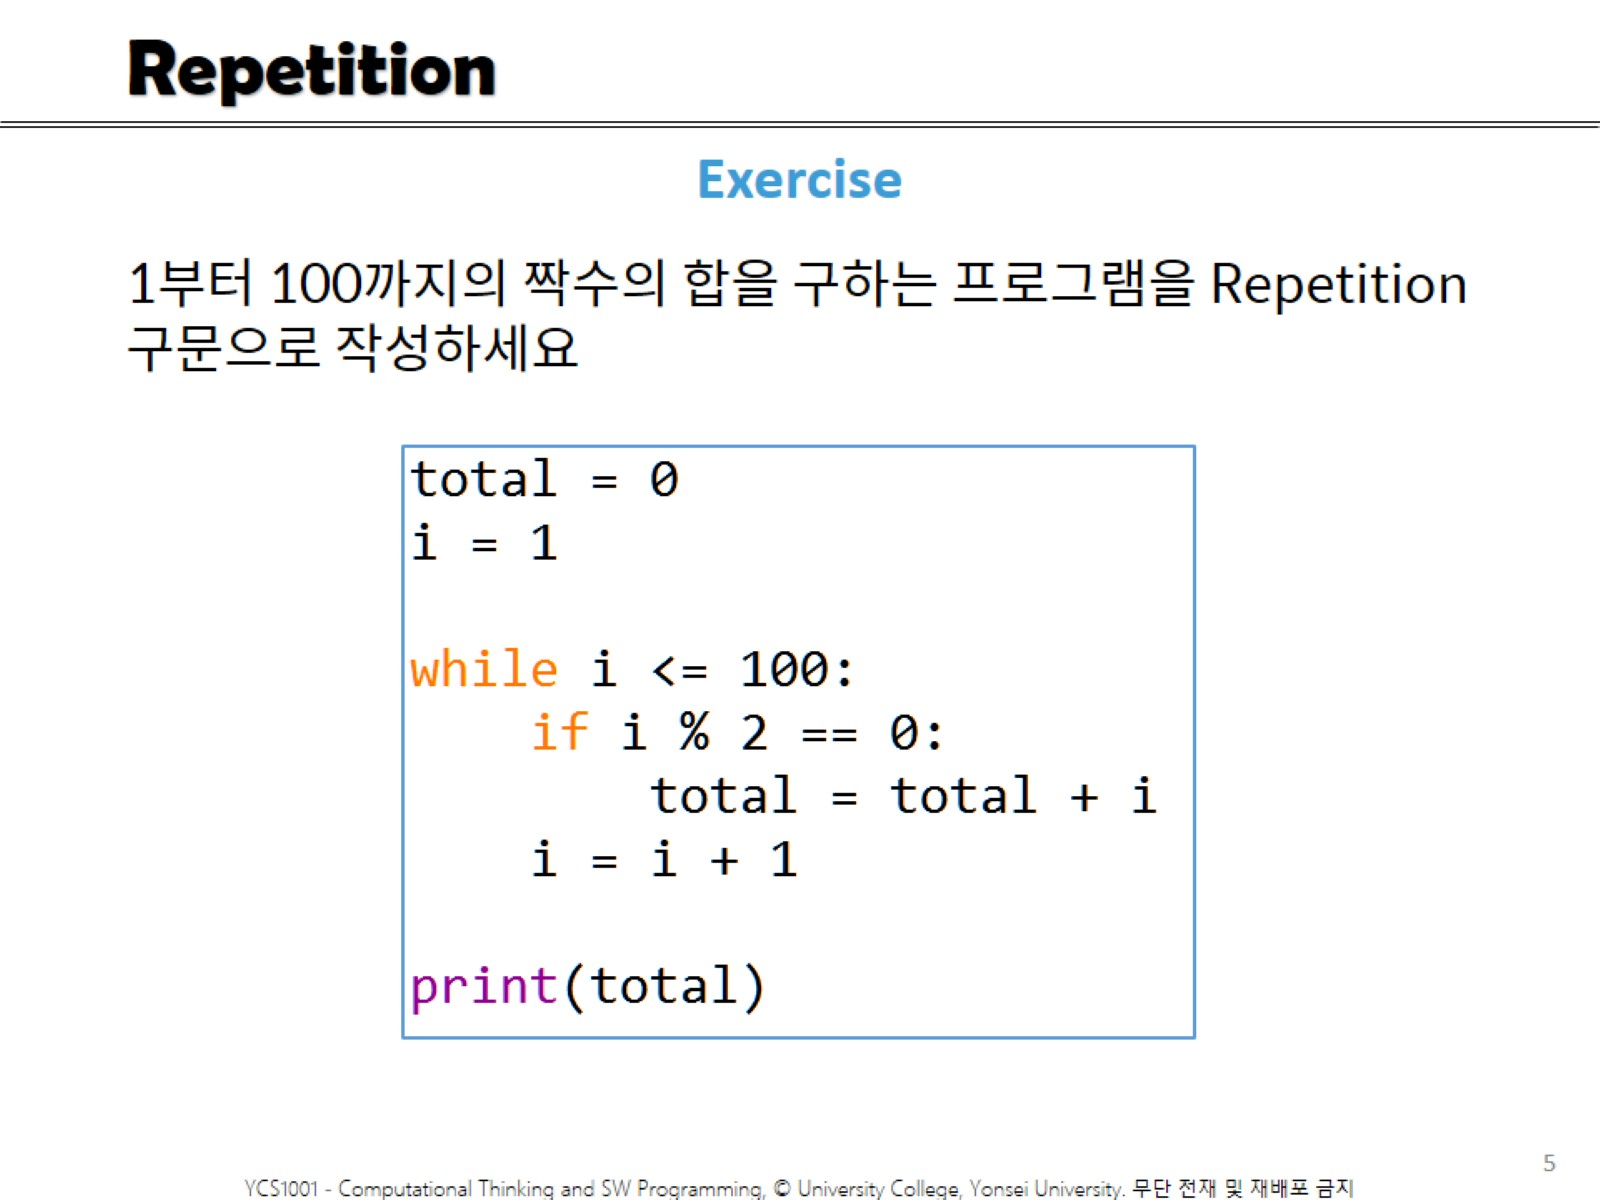 Repetition
Exercise
1부터 100까지의 짝수의 합을 구하는 프로그램을 Repetition
구문으로 작성하세요
total = 0
i = 1
while i <= 100:
    if i % 2 == 0:
        total = total + i
    i = i + 1
print(total)
5
YCS1001 - Computational Thinking and SW Programming, © University College, Yonsei University. 무단 전재 및 재배포 금지